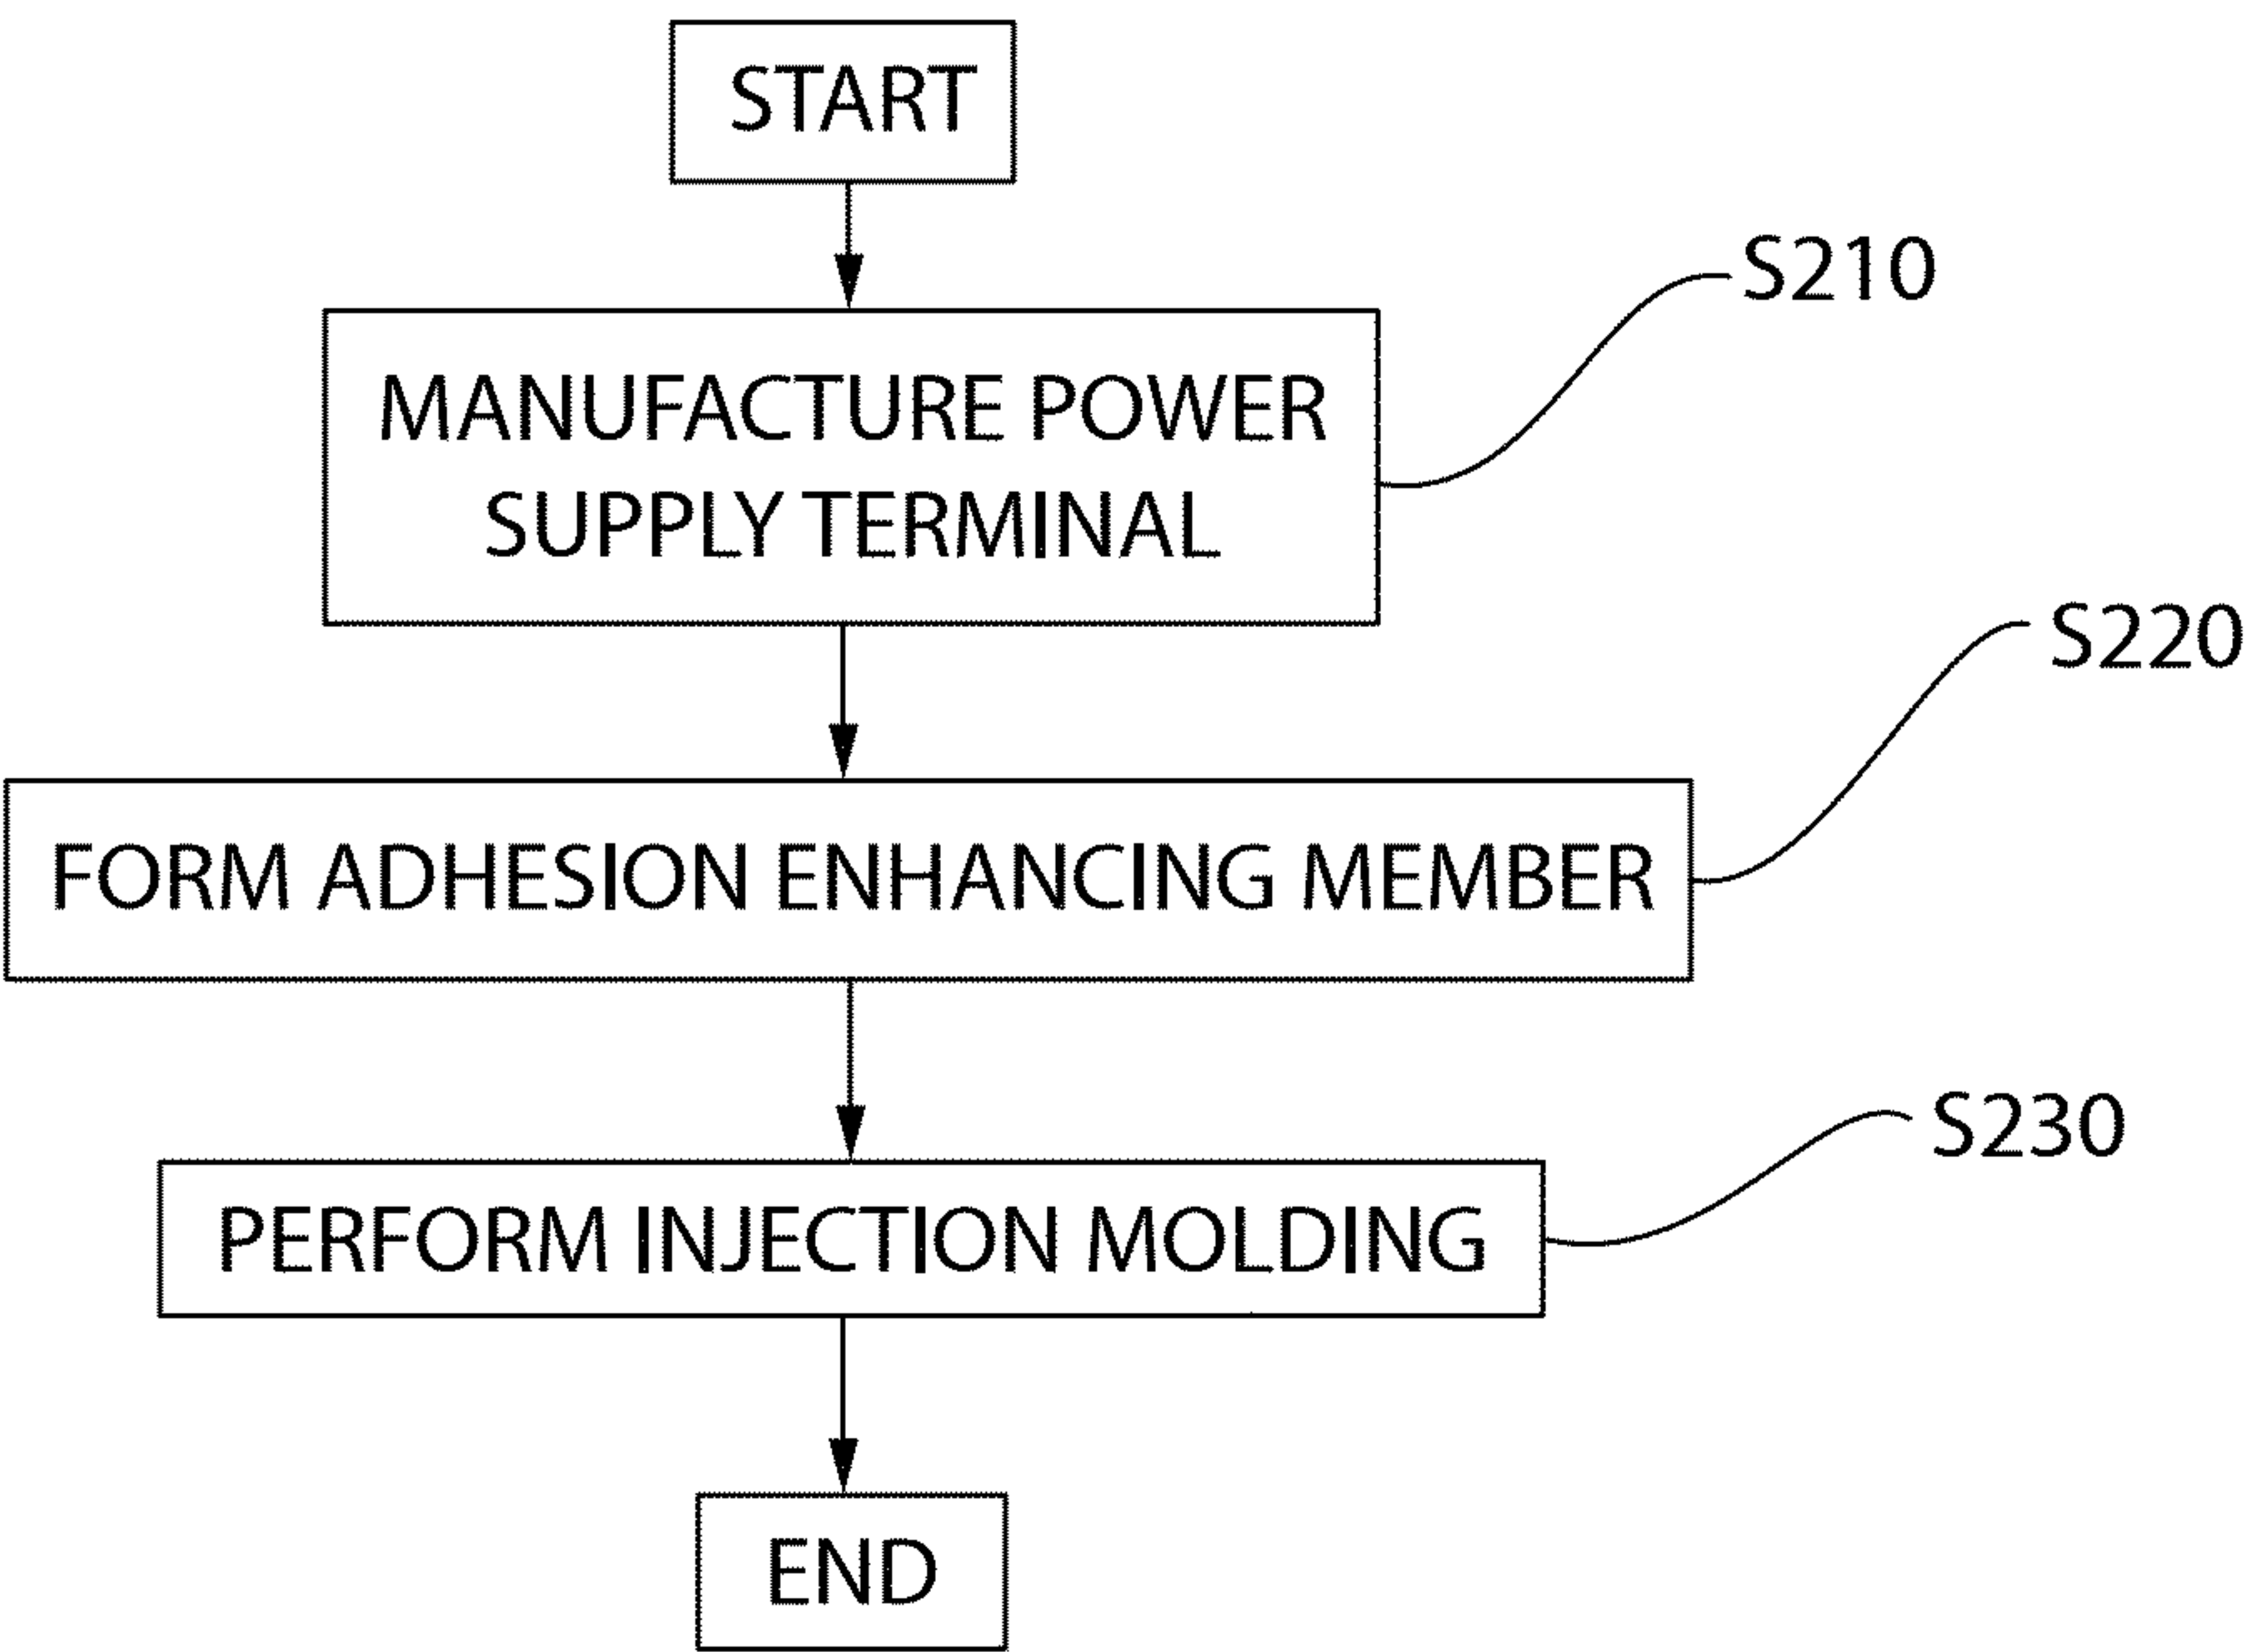 START
S210
MANUFACTURE POWER
SUPPLY TERMINAL
S220
FORM ADHESION ENHANCING MEMBER
S230
PERFORM INJECTION MOLDING
END